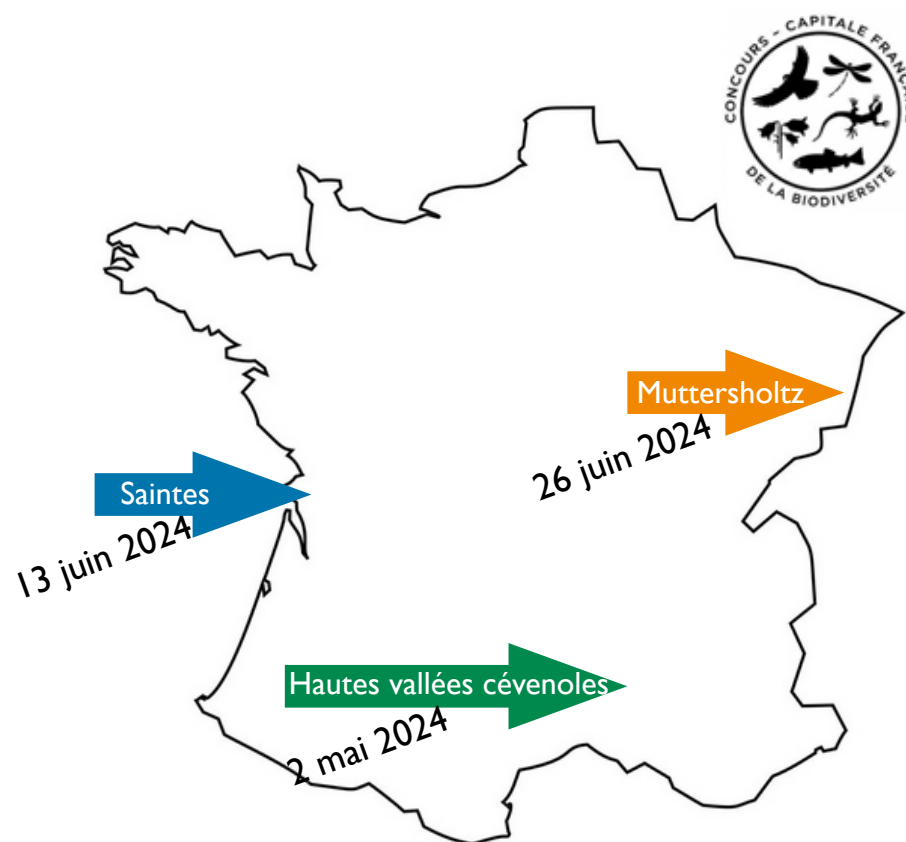 CONCOURS – CAPITALE FRANÇAISE
DE LA BIODIVERSITÉ
Muttersholtz
26 juin 2024
Saintes
13 juin 2024
Hautes vallées cévenoles
2 mai 2024